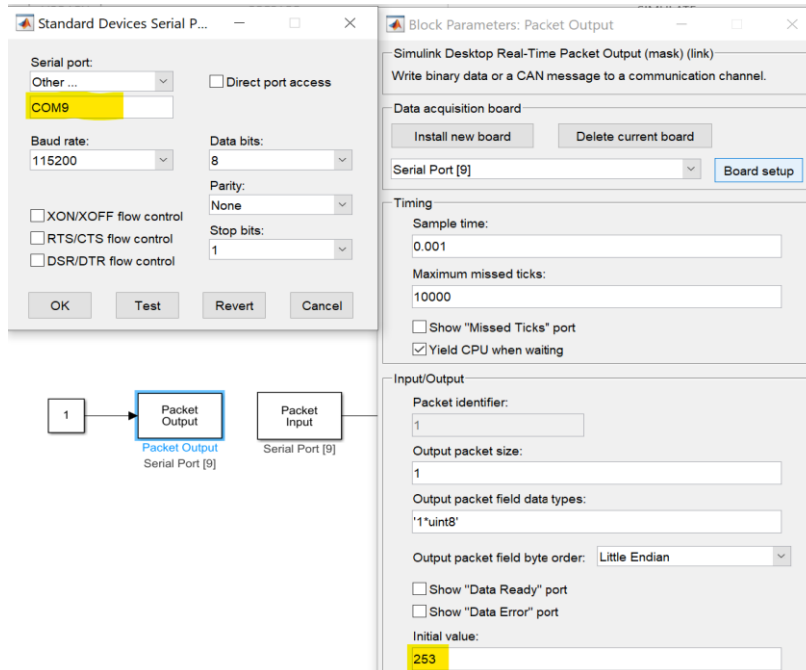 Standard Devices Serial P...
Serial port:
Other ...
Direct port access
COM9
Baud rate:
Data bits:
115200
8
Parity:
None
XON/XOFF flow control
Stop bits:
RTS/CTS flow control
1
DSR/DTR flow control
OK
Test
Revert
Cancel
1
Packet
Output
Packet Output
Serial Port [9]
Packet
Input
Serial Port [9]
Block Parameters: Packet Output
Simulink Desktop Real-Time Packet Output (mask) (link)
Write binary data or a CAN message to a communication channel.
Data acquisition board
Install new board
Delete current board
Serial Port [9]
Board setup
Timing
Sample time:
0.001
Maximum missed ticks:
10000
Show "Missed Ticks" port
Yield CPU when waiting
Input/Output
Packet identifier:
1
Output packet size:
1
Output packet field data types:
'1*uint8'
Output packet field byte order:
Little Endian
Show "Data Ready" port
Show "Data Error" port
Initial value:
253